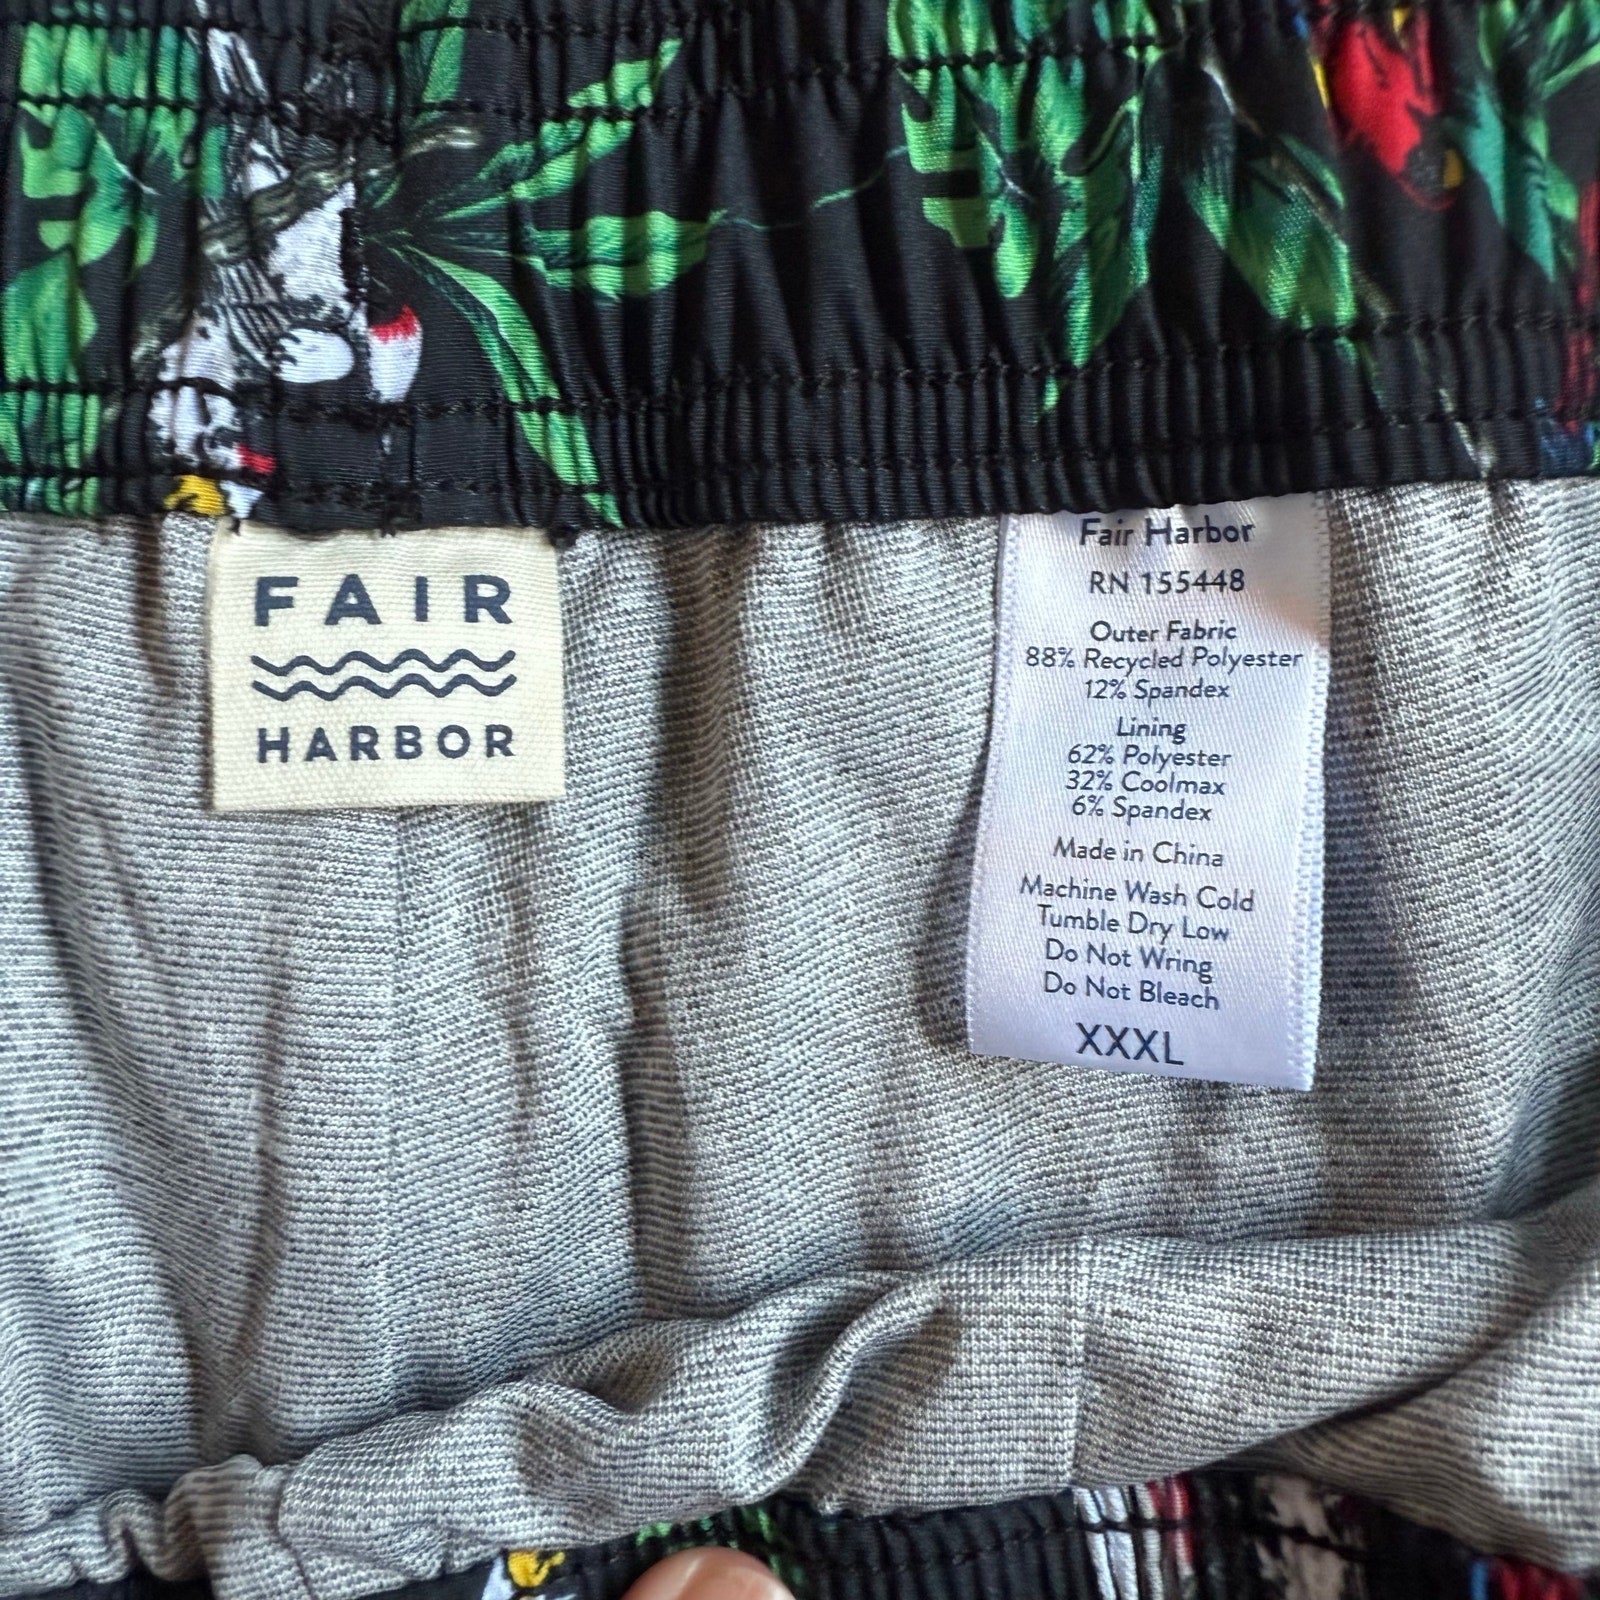 FAIR
HARBOR
Fair Harbor
RN 155448
Outer Fabric
88% Recycled Polyester
12% Spandex
Lining
62% Polyester
32% Coolmax
6% Spandex
Made in China
Machine Wash Cold
Tumble Dry Low
Do Not Wring
Do Not Bleach
XXXL